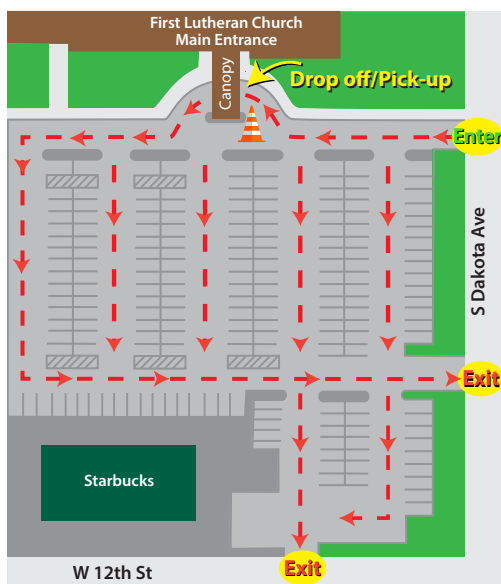 First Lutheran Church
Main Entrance
Canopy
Drop off/Pick-up
Enter
S Dakota Ave
Exit
Starbucks
W 12th St
Exit